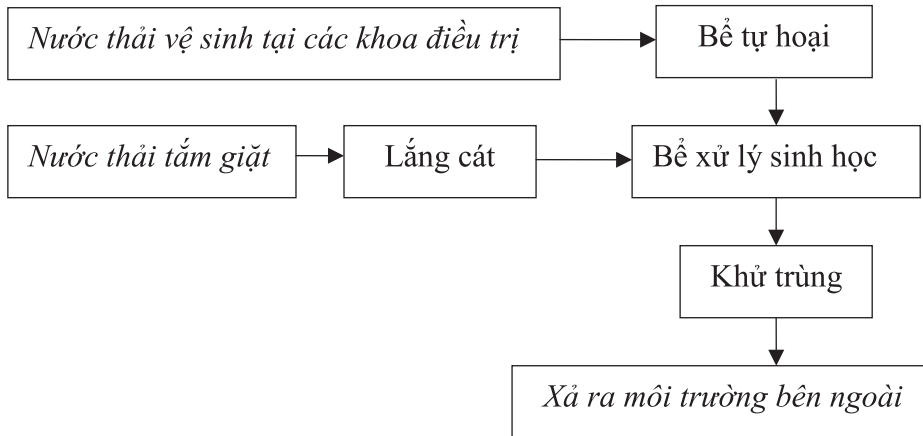 Nước thải vệ sinh tại các khoa điều trị
Bể tự hoại
Nước thải tắm giặt
Lắng cát
Bể xử lý sinh học
Khử trùng
Xả ra môi trường bên ngoài